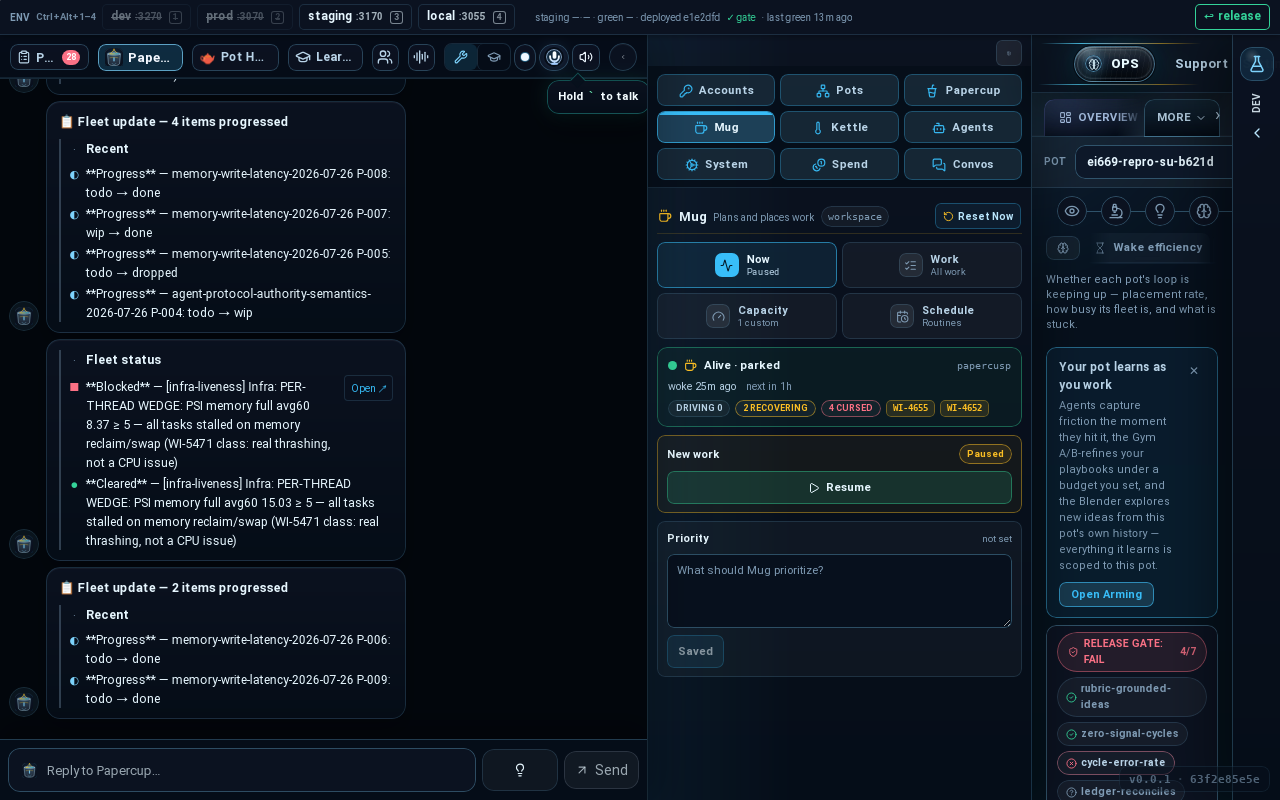 ENV Ctrl+Alt+1–4 dev :3270 1 prod :3070 2 staging :3170 3 local :3055 4 staging — — · green — · deployed e1e2dfd ✓ gate · last green 13m ago ↩ release
P... 28 Pape... Pot H... Lear...
Hold ` to talk
📋 Fleet update — 4 items progressed
Recent
**Progress** — memory-write-latency-2026-07-26 P-008:
todo → done
**Progress** — memory-write-latency-2026-07-26 P-007:
wip → done
**Progress** — memory-write-latency-2026-07-26 P-005:
todo → dropped
**Progress** — agent-protocol-authority-semantics-
2026-07-26 P-004: todo → wip
Fleet status
**Blocked** — [infra-liveness] Infra: PER-
THREAD WEDGE: PSI memory full avg60
8.37 ≥ 5 — all tasks stalled on memory
reclaim/swap (WI-5471 class: real thrashing,
not a CPU issue)
Open ↗
**Cleared** — [infra-liveness] Infra: PER-THREAD
WEDGE: PSI memory full avg60 15.03 ≥ 5 — all tasks
stalled on memory reclaim/swap (WI-5471 class: real
thrashing, not a CPU issue)
📋 Fleet update — 2 items progressed
Recent
**Progress** — memory-write-latency-2026-07-26 P-006:
todo → done
**Progress** — memory-write-latency-2026-07-26 P-009:
todo → done
Reply to Papercup...
Send
Accounts Pots Papercup
Mug Kettle Agents
System Spend Convos
Mug Plans and places work workspace Reset Now
Now
Paused
Work
All work
Capacity
1 custom
Schedule
Routines
Alive · parked papercusp
woke 25m ago next in 1h
DRIVING 0 2 RECOVERING 4 CURSED WI-4655 WI-4652
New work Paused
Resume
Priority not set
What should Mug prioritize?
Saved
OPS Support
OVERVIEW MORE
POT ei669-repro-su-b621d
Wake efficiency
Whether each pot's loop is
keeping up — placement rate,
how busy its fleet is, and what is
stuck.
Your pot learns as
you work
Agents capture
friction the moment
they hit it, the Gym
A/B-refines your
playbooks under a
budget you set, and
the Blender explores
new ideas from this
pot's own history —
everything it learns is
scoped to this pot.
Open Arming
RELEASE GATE:
FAIL
4/7
rubric-grounded-
ideas
zero-signal-cycles
cycle-error-rate
ledger-reconciles
v0.0.1 · 63f2e85e5e
DEV